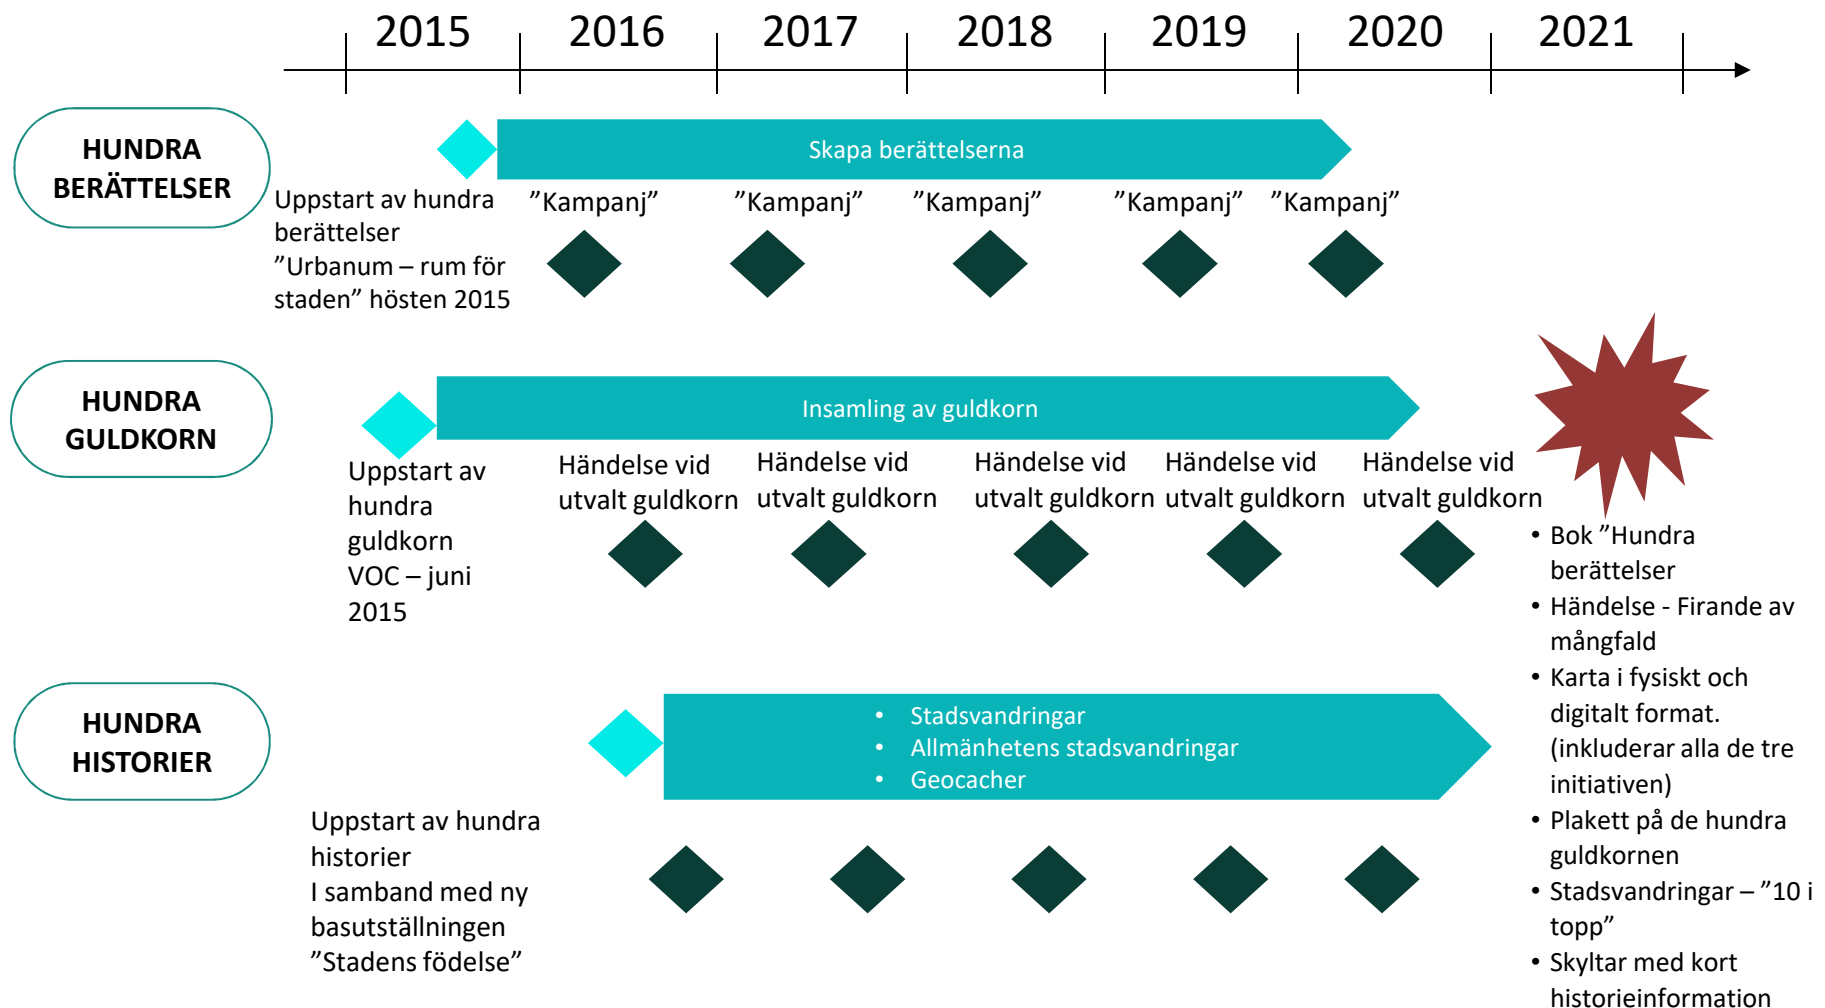 2015 2016 2017 2018 2019 2020 2021
HUNDRA
BERÄTTELSER
Skapa berättelserna
Uppstart av hundra
berättelser
”Urbanum – rum för
staden” hösten 2015
”Kampanj” ”Kampanj” ”Kampanj” ”Kampanj” ”Kampanj”
HUNDRA
GULDKORN
Insamling av guldkorn
Uppstart av
hundra
guldkorn
VOC – juni
2015
Händelse vid
utvalt guldkorn
Händelse vid
utvalt guldkorn
Händelse vid
utvalt guldkorn
Händelse vid
utvalt guldkorn
Händelse vid
utvalt guldkorn
HUNDRA
HISTORIER
• Stadsvandringar
• Allmänhetens stadsvandringar
• Geocacher
Uppstart av hundra
historier
I samband med ny
basutställningen
”Stadens födelse”
• Bok ”Hundra
berättelser
• Händelse - Firande av
mångfald
• Karta i fysiskt och
digitalt format.
(inkluderar alla de tre
initiativen)
• Plakett på de hundra
guldkornen
• Stadsvandringar – ”10 i
topp”
• Skyltar med kort
historieinformation